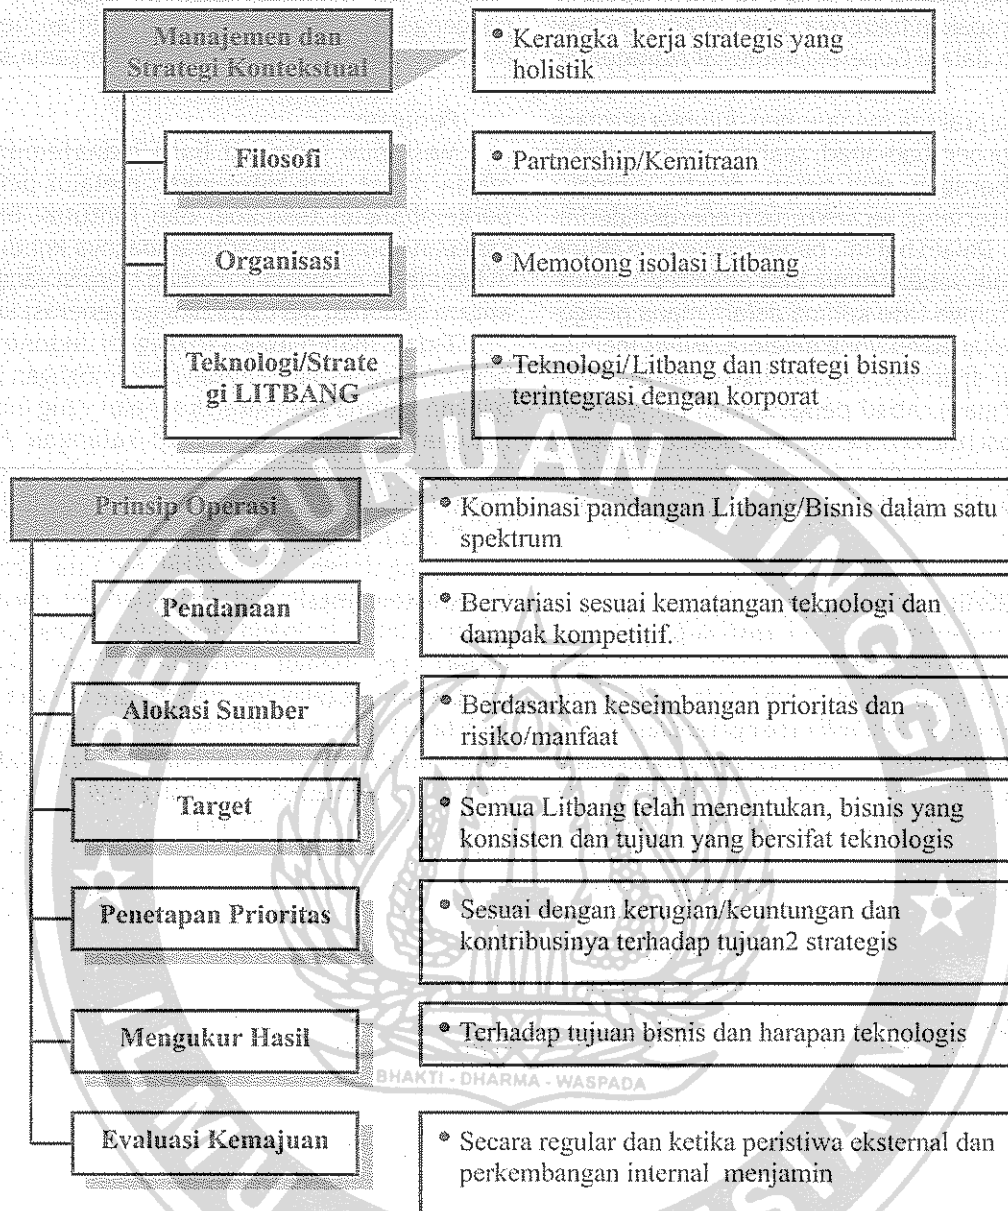 Manajemen dan
Strategi Kontekstual
• Kerangka kerja strategis yang
holistik
Filosofi
• Partnership/Kemitraan
Organisasi
• Memotong isolasi Litbang
Teknologi/Strate
gi LITBANG
• Teknologi/Litbang dan strategi bisnis
terintegrasi dengan korporat
Prinsip Operasi
• Kombinasi pandangan Litbang/Bisnis dalam satu
spektrum
Pendanaan
• Bervariasi sesuai kematangan teknologi dan
dampak kompetitif.
Alokasi Sumber
• Berdasarkan keseimbangan prioritas dan
risiko/manfaat
Target
• Semua Litbang telah menentukan, bisnis yang
konsisten dan tujuan yang bersifat teknologis
Penetapan Prioritas
• Sesuai dengan kerugian/keuntungan dan
kontribusinya terhadap tujuan2 strategis
Mengukur Hasil
• Terhadap tujuan bisnis dan harapan teknologis
Evaluasi Kemajuan
• Secara regular dan ketika peristiwa eksternal dan
perkembangan internal menjamin
PERGURUAN TINGGI
BHAKTI - DHARMA - WASPADA